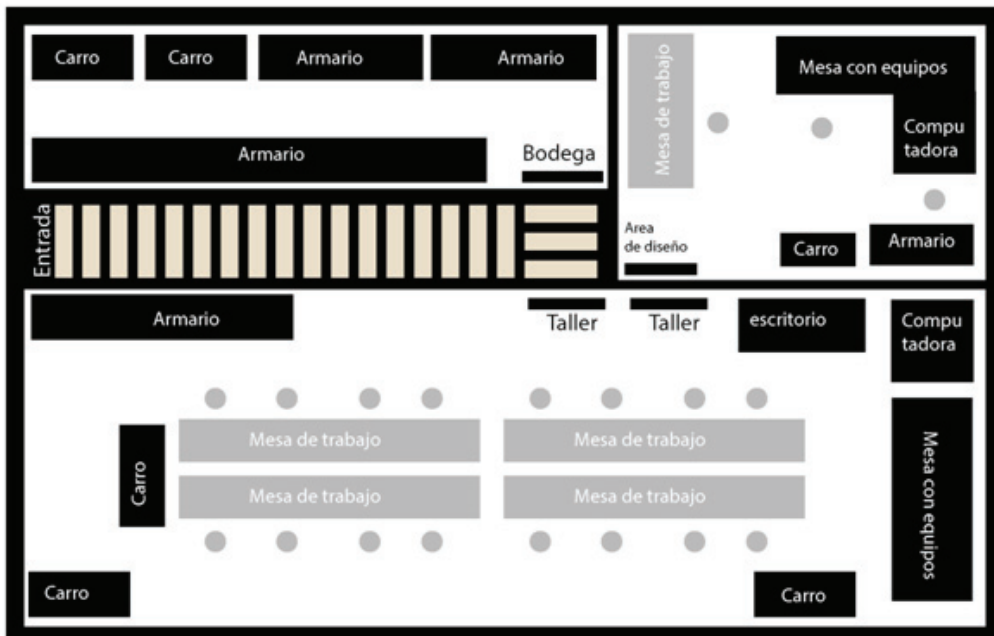 Carro
Carro
Armario
Armario
Armario
Bodega
Mesa de trabajo
Mesa con equipos
Compu
tadora
Area
de diseño
Carro
Armario
Entrada
Armario
Taller
Taller
escritorio
Compu
tadora
Mesa de trabajo
Mesa de trabajo
Mesa de trabajo
Mesa de trabajo
Carro
Mesa con equipos
Carro
Carro